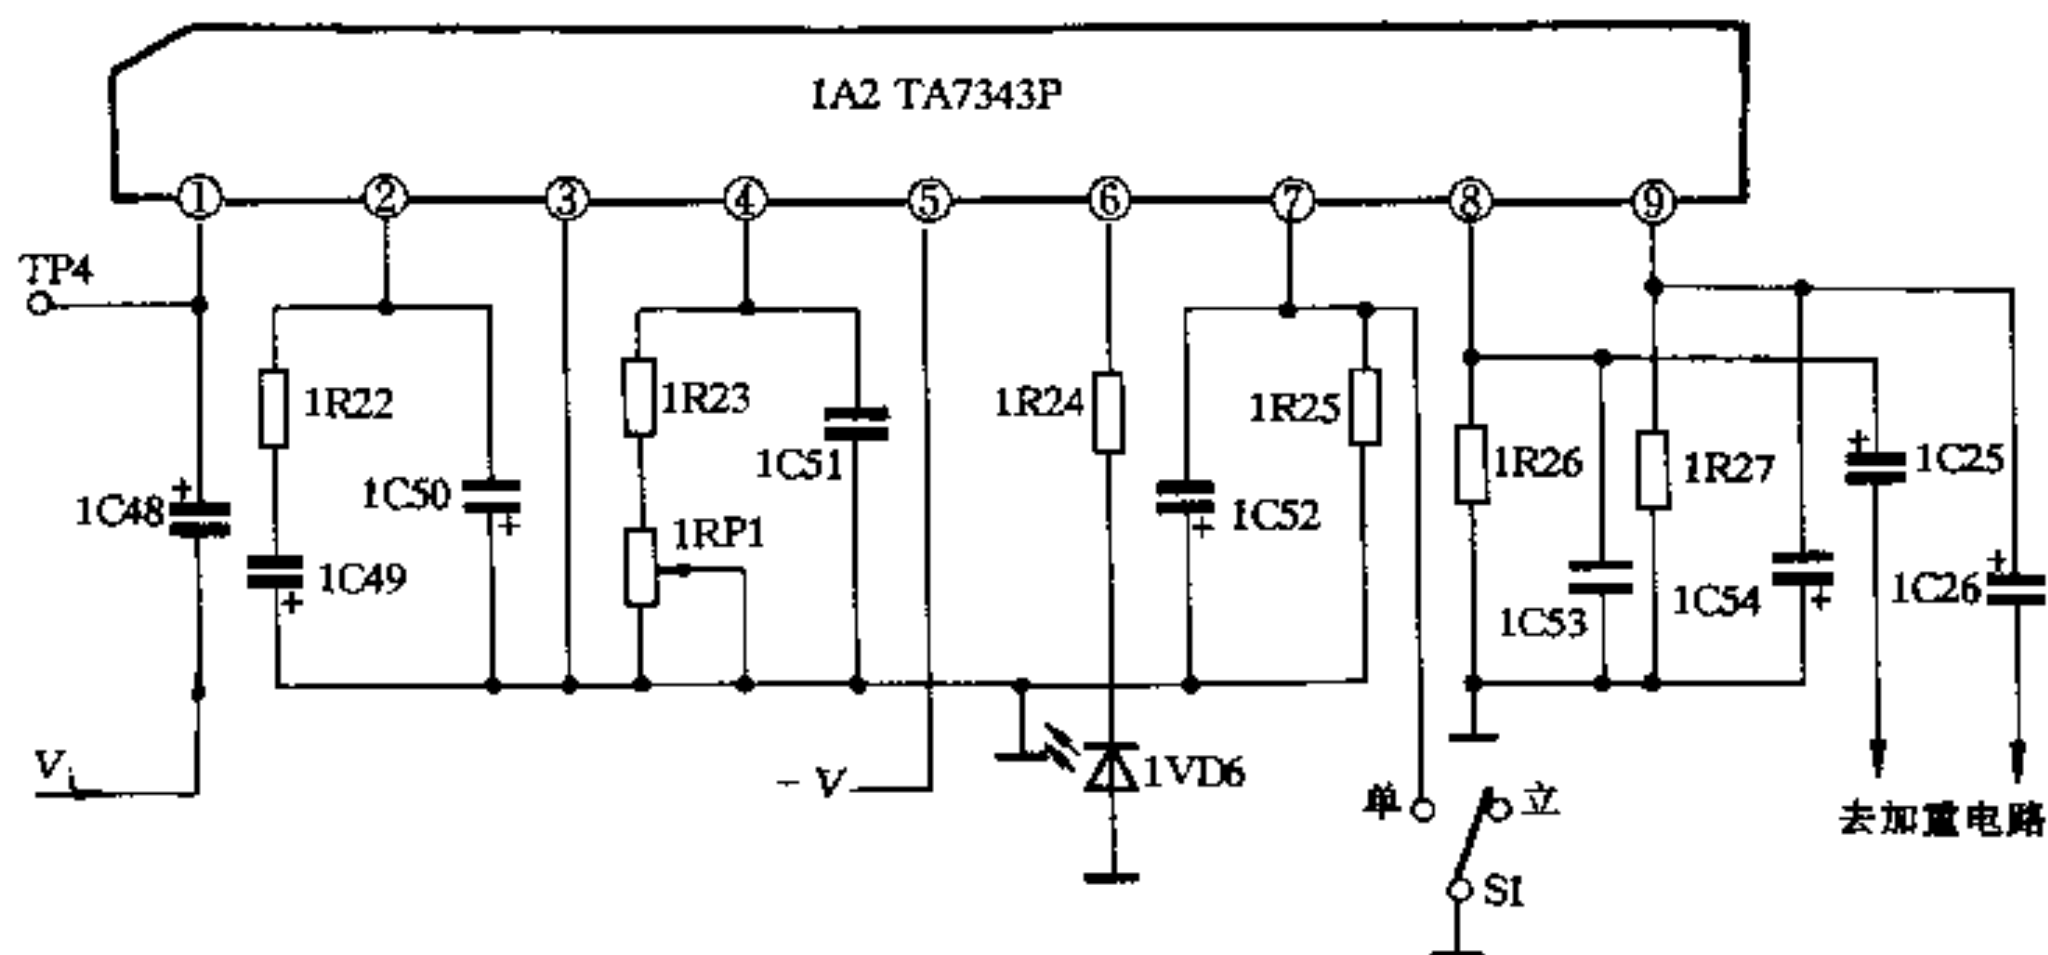 1A2 TA7343P
① ② ③ ④ ⑤ ⑥ ⑦ ⑧ ⑨
TP4
1R22
1R23
1R24
1R25
1R26
1R27
1C25
1C48
+
1C50
+
1C51
1C52
+
+
1C49
+
1RP1
1C53
1C54
+
1C26
+
Vi
- V
1VD6
单
立
去加重电路
S1